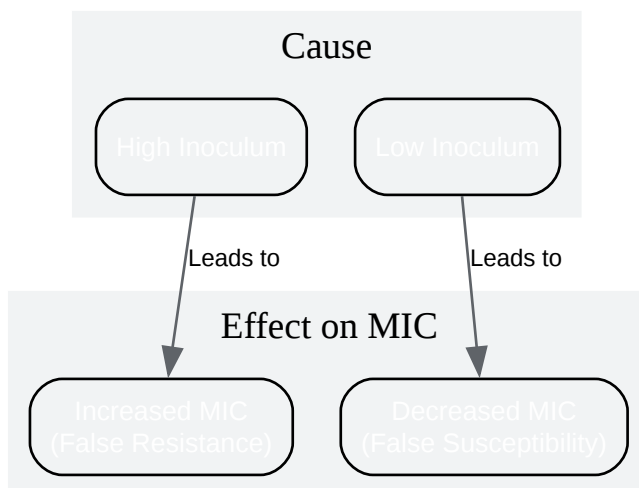 Cause
High Inoculum
Low Inoculum
Leads to
Leads to
Effect on MIC
Increased MIC
(False Resistance)
Decreased MIC
(False Susceptibility)